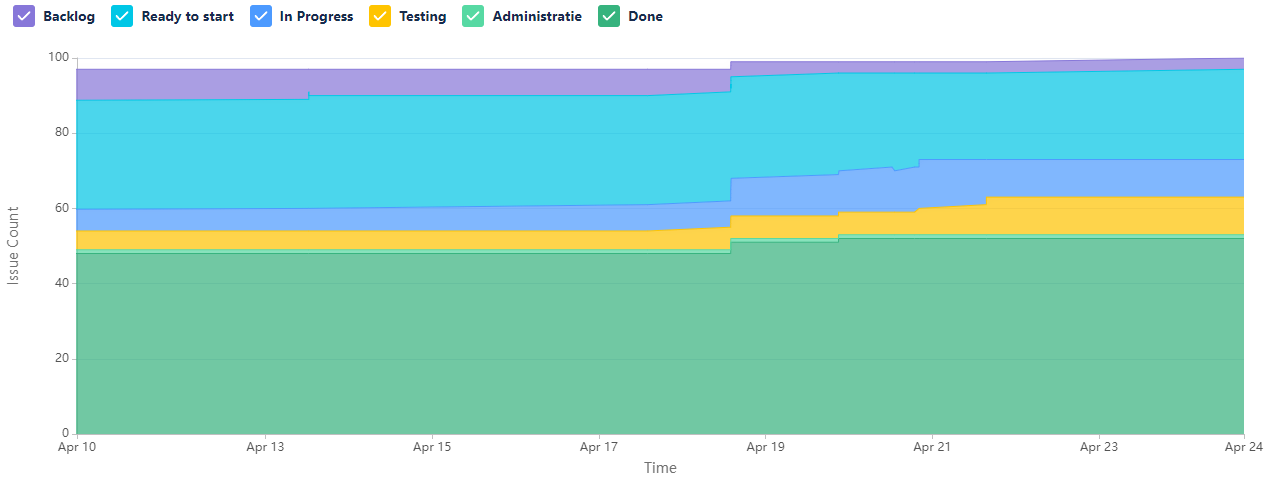 Backlog Ready to start In Progress Testing Administratie Done
100
80
60
40
20
0
Issue Count
Apr 10 Apr 13 Apr 15 Apr 17 Apr 19 Apr 21 Apr 23 Apr 24
Time